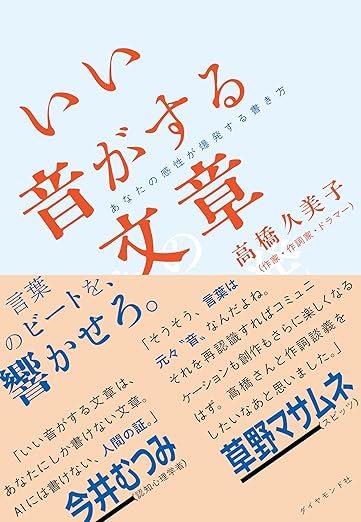 いい
音がする
文章
あなたの感性が爆発する書き方
高橋久美子
(作家・作詞家・ドラマー)
言葉
のビートを、
響かせろ。
「そうそう、言葉は
元々“音”なんだよね。
それを再認識すればコミュニ
ケーションも創作もさらに楽しくなる
はず。高橋さんと作詞談義を
したいなあと思いました。」
草野マサムネ
(スピッツ)
「いい音がする文章は、
あなたにしか書けない文章。
AIには書けない、人間の証。」
今井むつみ
(認知心理学者)
ダイヤモンド社